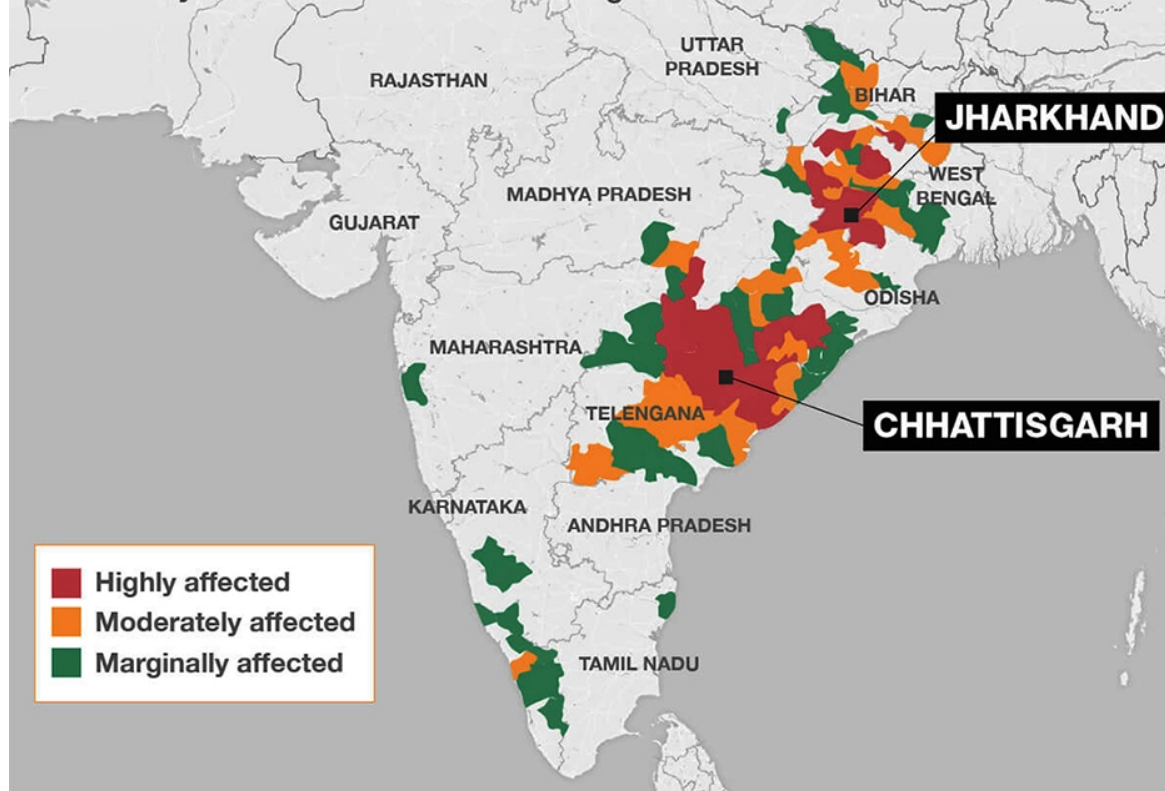 UTTAR
PRADESH
RAJASTHAN
BIHAR
JHARKHAND
WEST
BENGAL
MADHYA PRADESH
GUJARAT
ODISHA
MAHARASHTRA
TELENGANA
CHHATTISGARH
KARNATAKA
ANDHRA PRADESH
Highly affected
Moderately affected
Marginally affected
TAMIL NADU